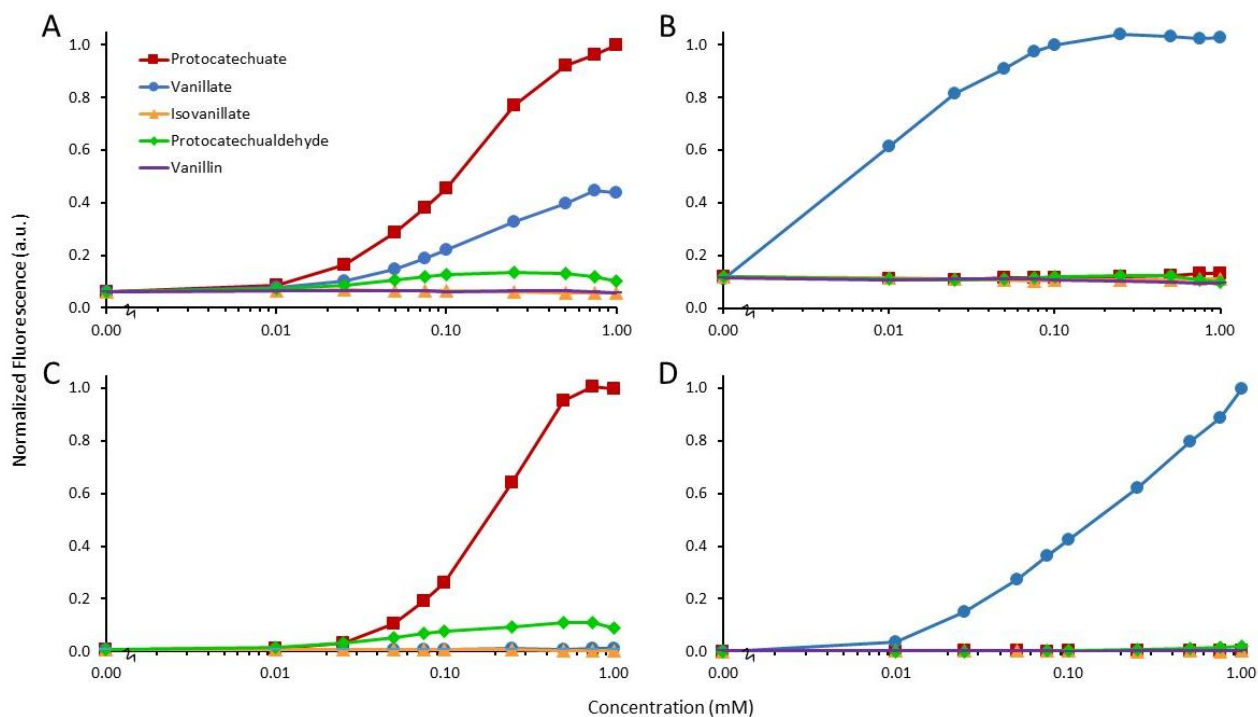 A
B
1.0
0.8
0.6
0.4
0.2
0.0
Protocatechuate
Vanillate
Isovanillate
Protocatechualdehyde
Vanillin
0.00 0.01 0.10 1.00
1.0
0.8
0.6
0.4
0.2
0.0
0.00 0.01 0.10 1.00
Normalized Fluorescence (a.u.)
C
D
1.0
0.8
0.6
0.4
0.2
0.0
0.00 0.01 0.10 1.00
1.0
0.8
0.6
0.4
0.2
0.0
0.00 0.01 0.10 1.00
Concentration (mM)